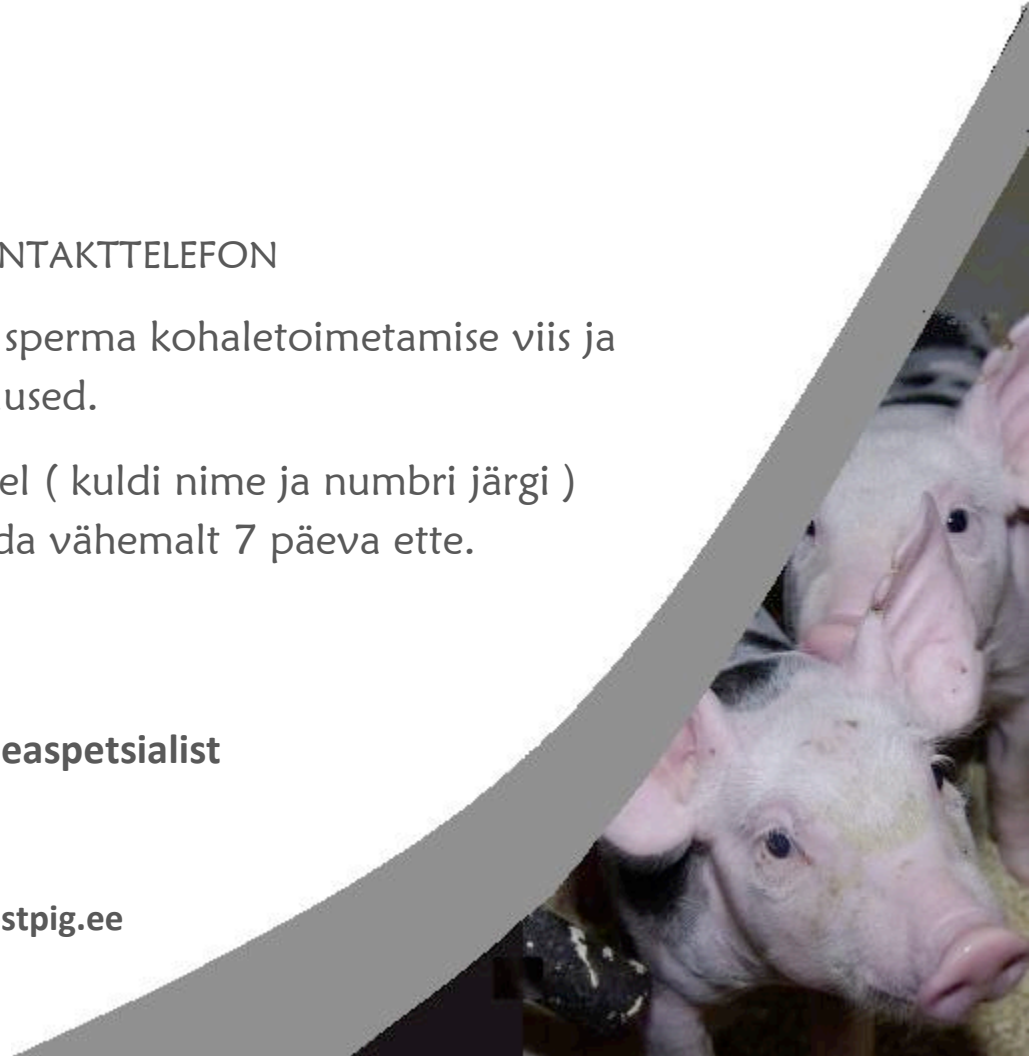 NTAKTTELEFON
sperma kohaletoimetamise viis ja
used.
el ( kuldi nime ja numbri järgi )
da vähemalt 7 päeva ette.
easpetsialist
stpig.ee